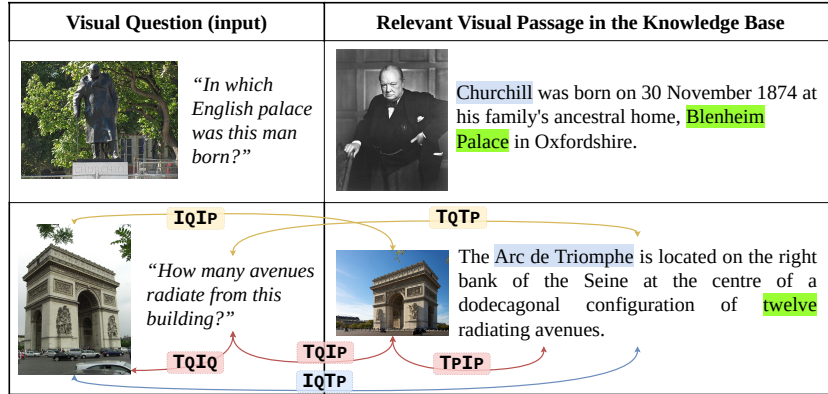 Visual Question (input)
Relevant Visual Passage in the Knowledge Base
“In which
English palace
was this man
born?”
CHURCHILL
Churchill was born on 30 November 1874 at
his family's ancestral home, Blenheim
Palace in Oxfordshire.
IQIP
TQTP
“How many avenues
radiate from this
building?”
The Arc de Triomphe is located on the right
bank of the Seine at the centre of a
dodecagonal configuration of twelve
radiating avenues.
TQIQ
TQIP
TPIP
IQTP